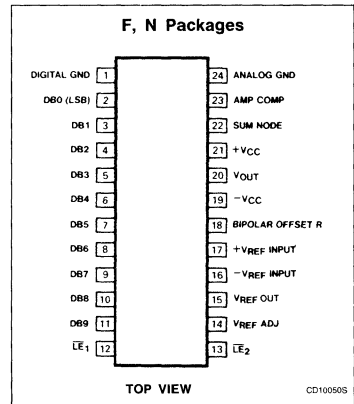 F, N Packages
DIGITAL GND 1 24 ANALOG GND
DB0 (LSB) 2 23 AMP COMP
DB1 3 22 SUM NODE
DB2 4 21 +VCC
DB3 5 20 VOUT
DB4 6 19 −VCC
DB5 7 18 BIPOLAR OFFSET R
DB6 8 17 +VREF INPUT
DB7 9 16 −VREF INPUT
DB8 10 15 VREF OUT
DB9 11 14 VREF ADJ
L̅E̅1 12 13 L̅E̅2
TOP VIEW
CD10050S